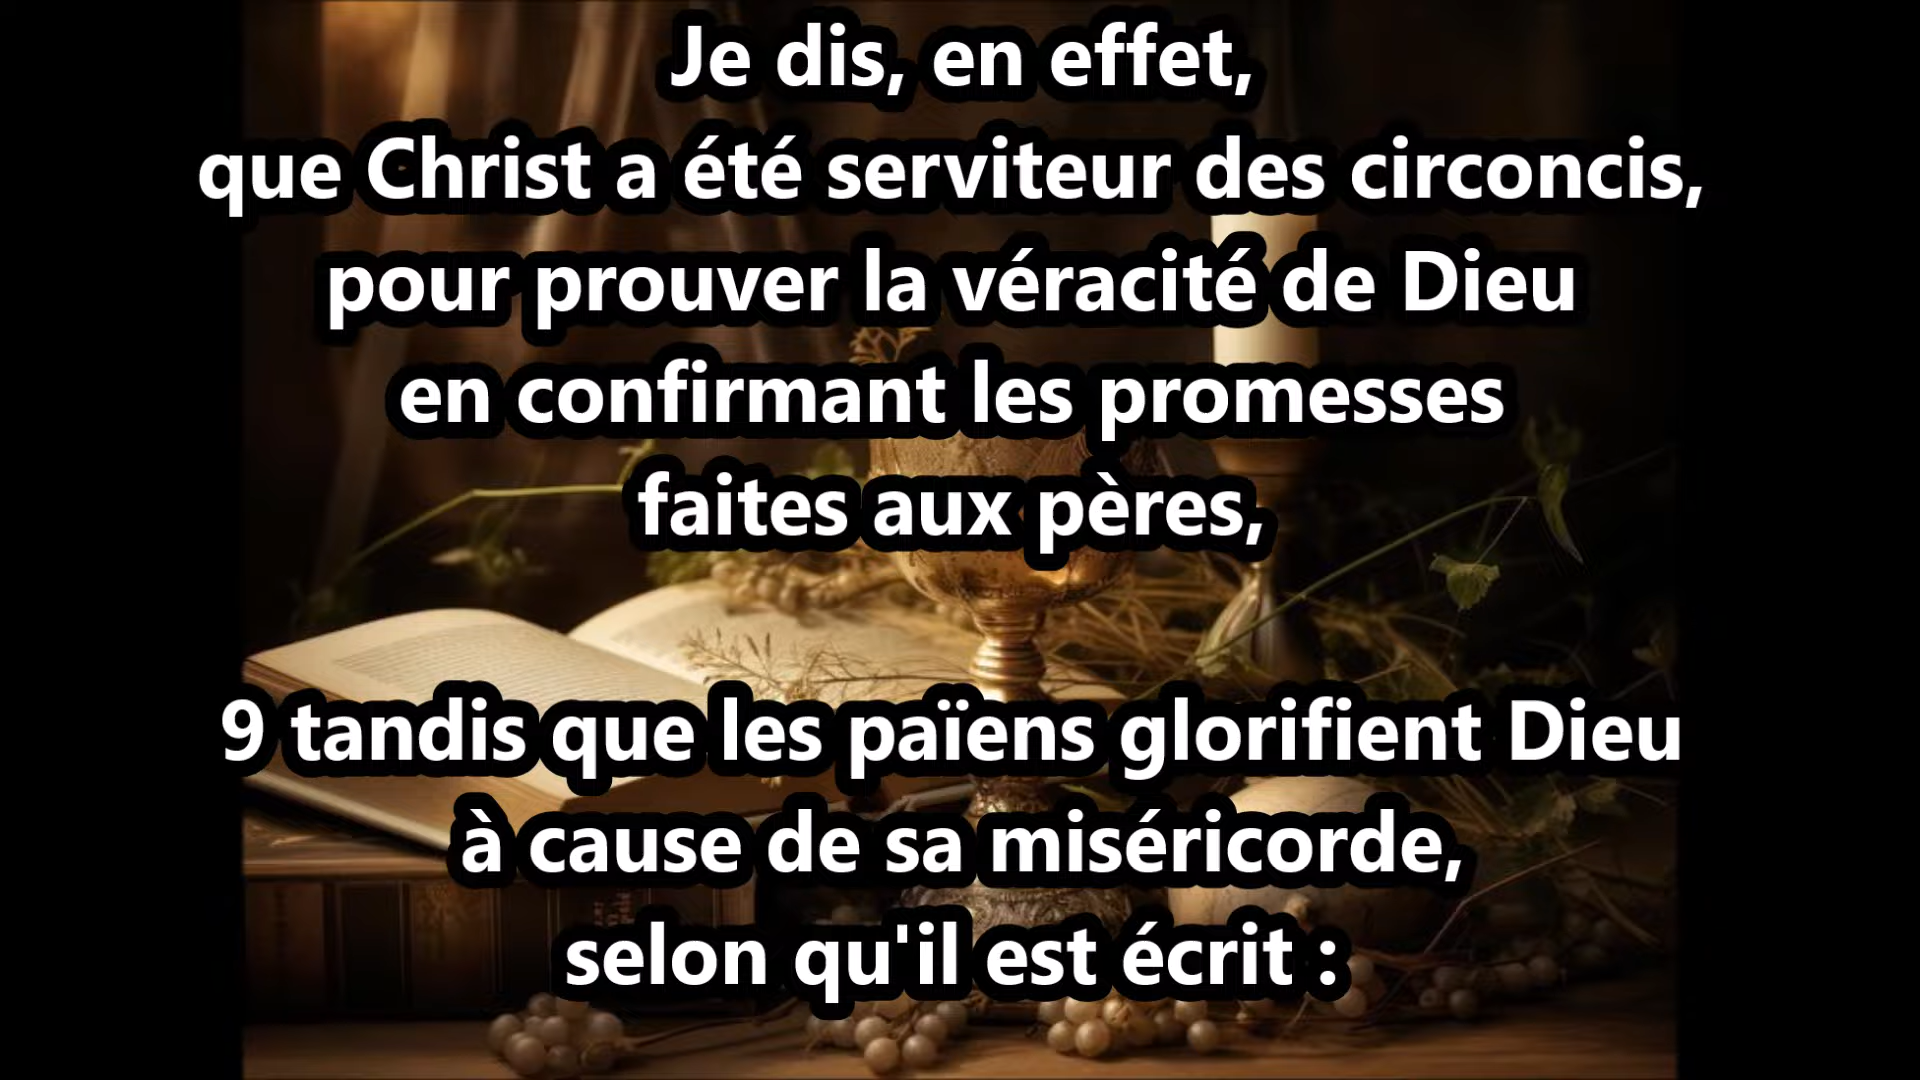 Je dis, en effet,
que Christ a été serviteur des circoncis,
pour prouver la véracité de Dieu
en confirmant les promesses
faites aux pères,
9 tandis que les païens glorifient Dieu
à cause de sa miséricorde,
selon qu'il est écrit :